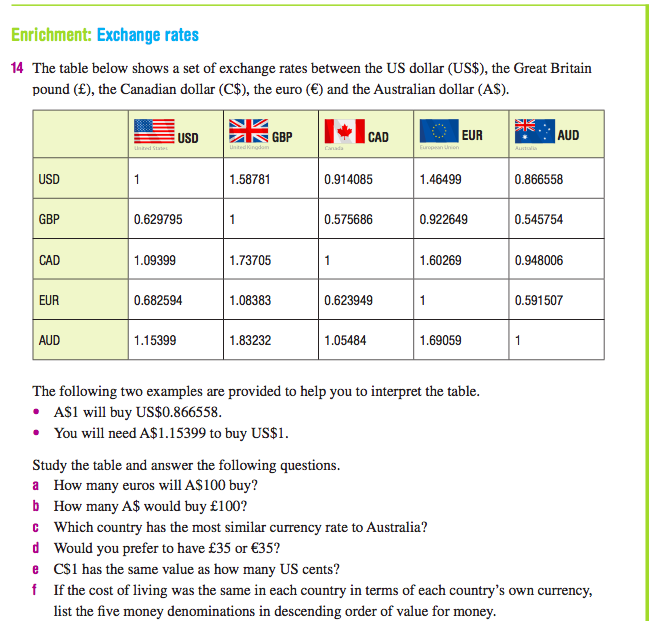 Enrichment: Exchange rates
14 The table below shows a set of exchange rates between the US dollar (US$), the Great Britain
pound (£), the Canadian dollar (C$), the euro (€) and the Australian dollar (A$).
USD GBP CAD EUR AUD
United States United Kingdom Canada European Union Australia
USD 1 1.58781 0.914085 1.46499 0.866558
GBP 0.629795 1 0.575686 0.922649 0.545754
CAD 1.09399 1.73705 1 1.60269 0.948006
EUR 0.682594 1.08383 0.623949 1 0.591507
AUD 1.15399 1.83232 1.05484 1.69059 1
The following two examples are provided to help you to interpret the table.
• A$1 will buy US$0.866558.
• You will need A$1.15399 to buy US$1.
Study the table and answer the following questions.
a How many euros will A$100 buy?
b How many A$ would buy £100?
c Which country has the most similar currency rate to Australia?
d Would you prefer to have £35 or €35?
e C$1 has the same value as how many US cents?
f If the cost of living was the same in each country in terms of each country's own currency,
list the five money denominations in descending order of value for money.